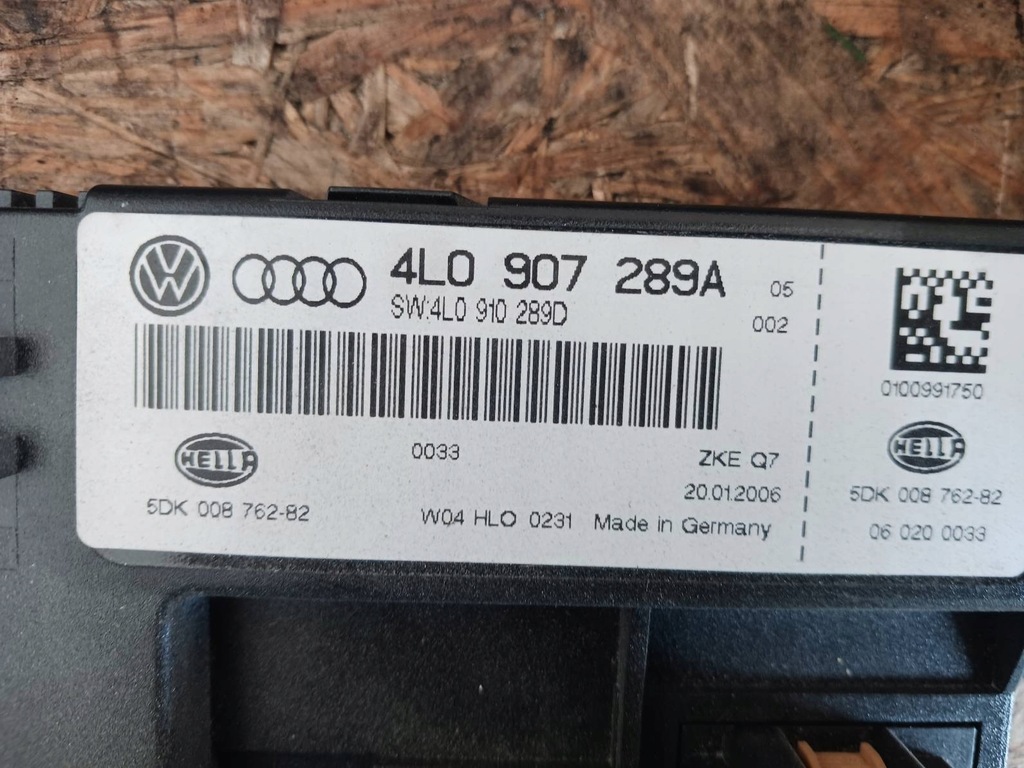 4L0 907 289A 05
SW:4L0 910 289D 002
0033
HELLA
ZKE Q7
20.01.2006
5DK 008 762-82
W04 HLO 0231 Made in Germany
0100991750
HELLA
5DK 008 762-82
06 020 0033